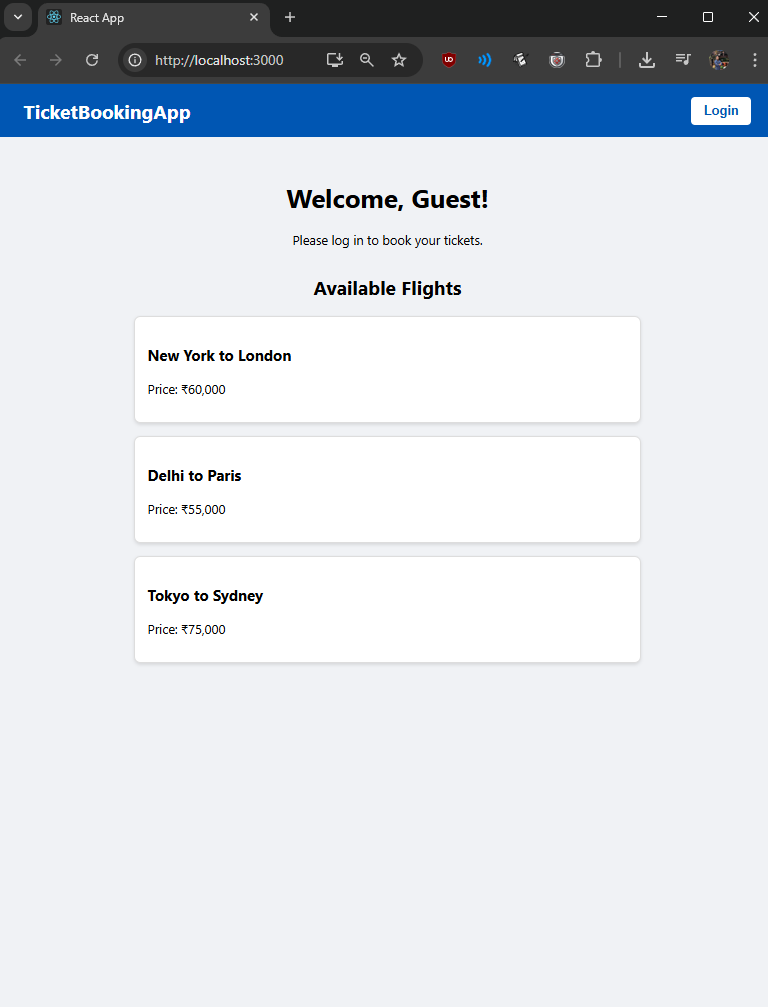 React App
http://localhost:3000
TicketBookingApp
Login
Welcome, Guest!
Please log in to book your tickets.
Available Flights
New York to London
Price: ₹60,000
Delhi to Paris
Price: ₹55,000
Tokyo to Sydney
Price: ₹75,000